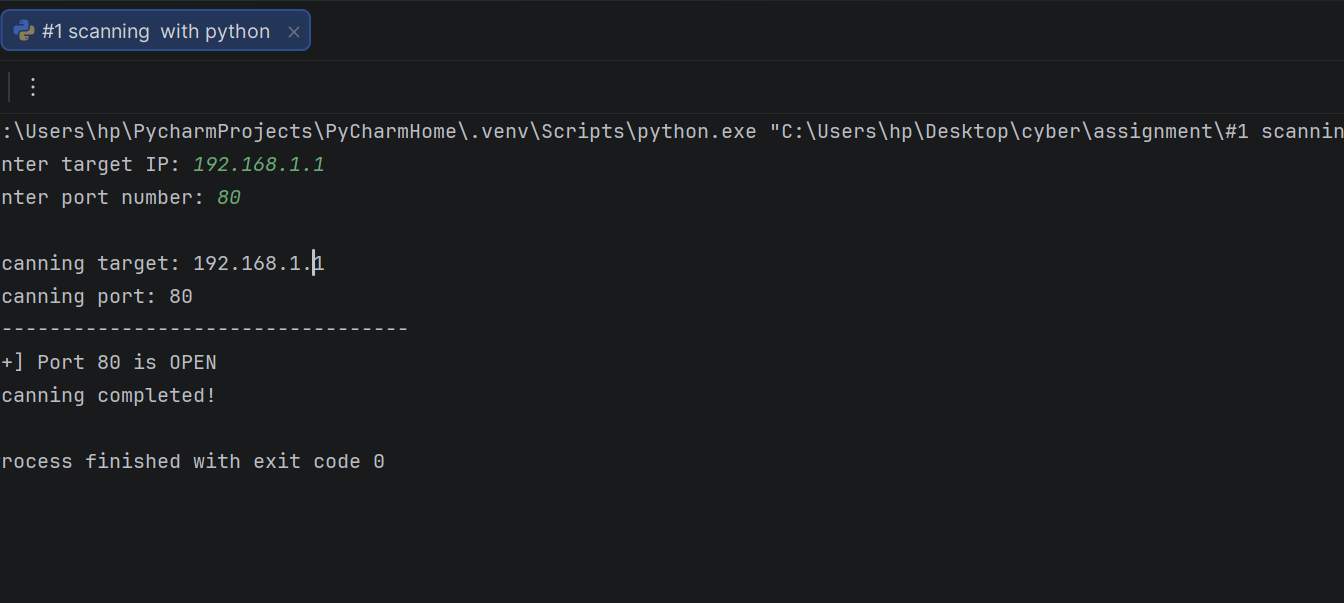 #1 scanning  with python
:\Users\hp\PycharmProjects\PyCharmHome\.venv\Scripts\python.exe "C:\Users\hp\Desktop\cyber\assignment\#1 scannin
nter target IP: 192.168.1.1
nter port number: 80
canning target: 192.168.1.1
canning port: 80
----------------------------------
+] Port 80 is OPEN
canning completed!
rocess finished with exit code 0